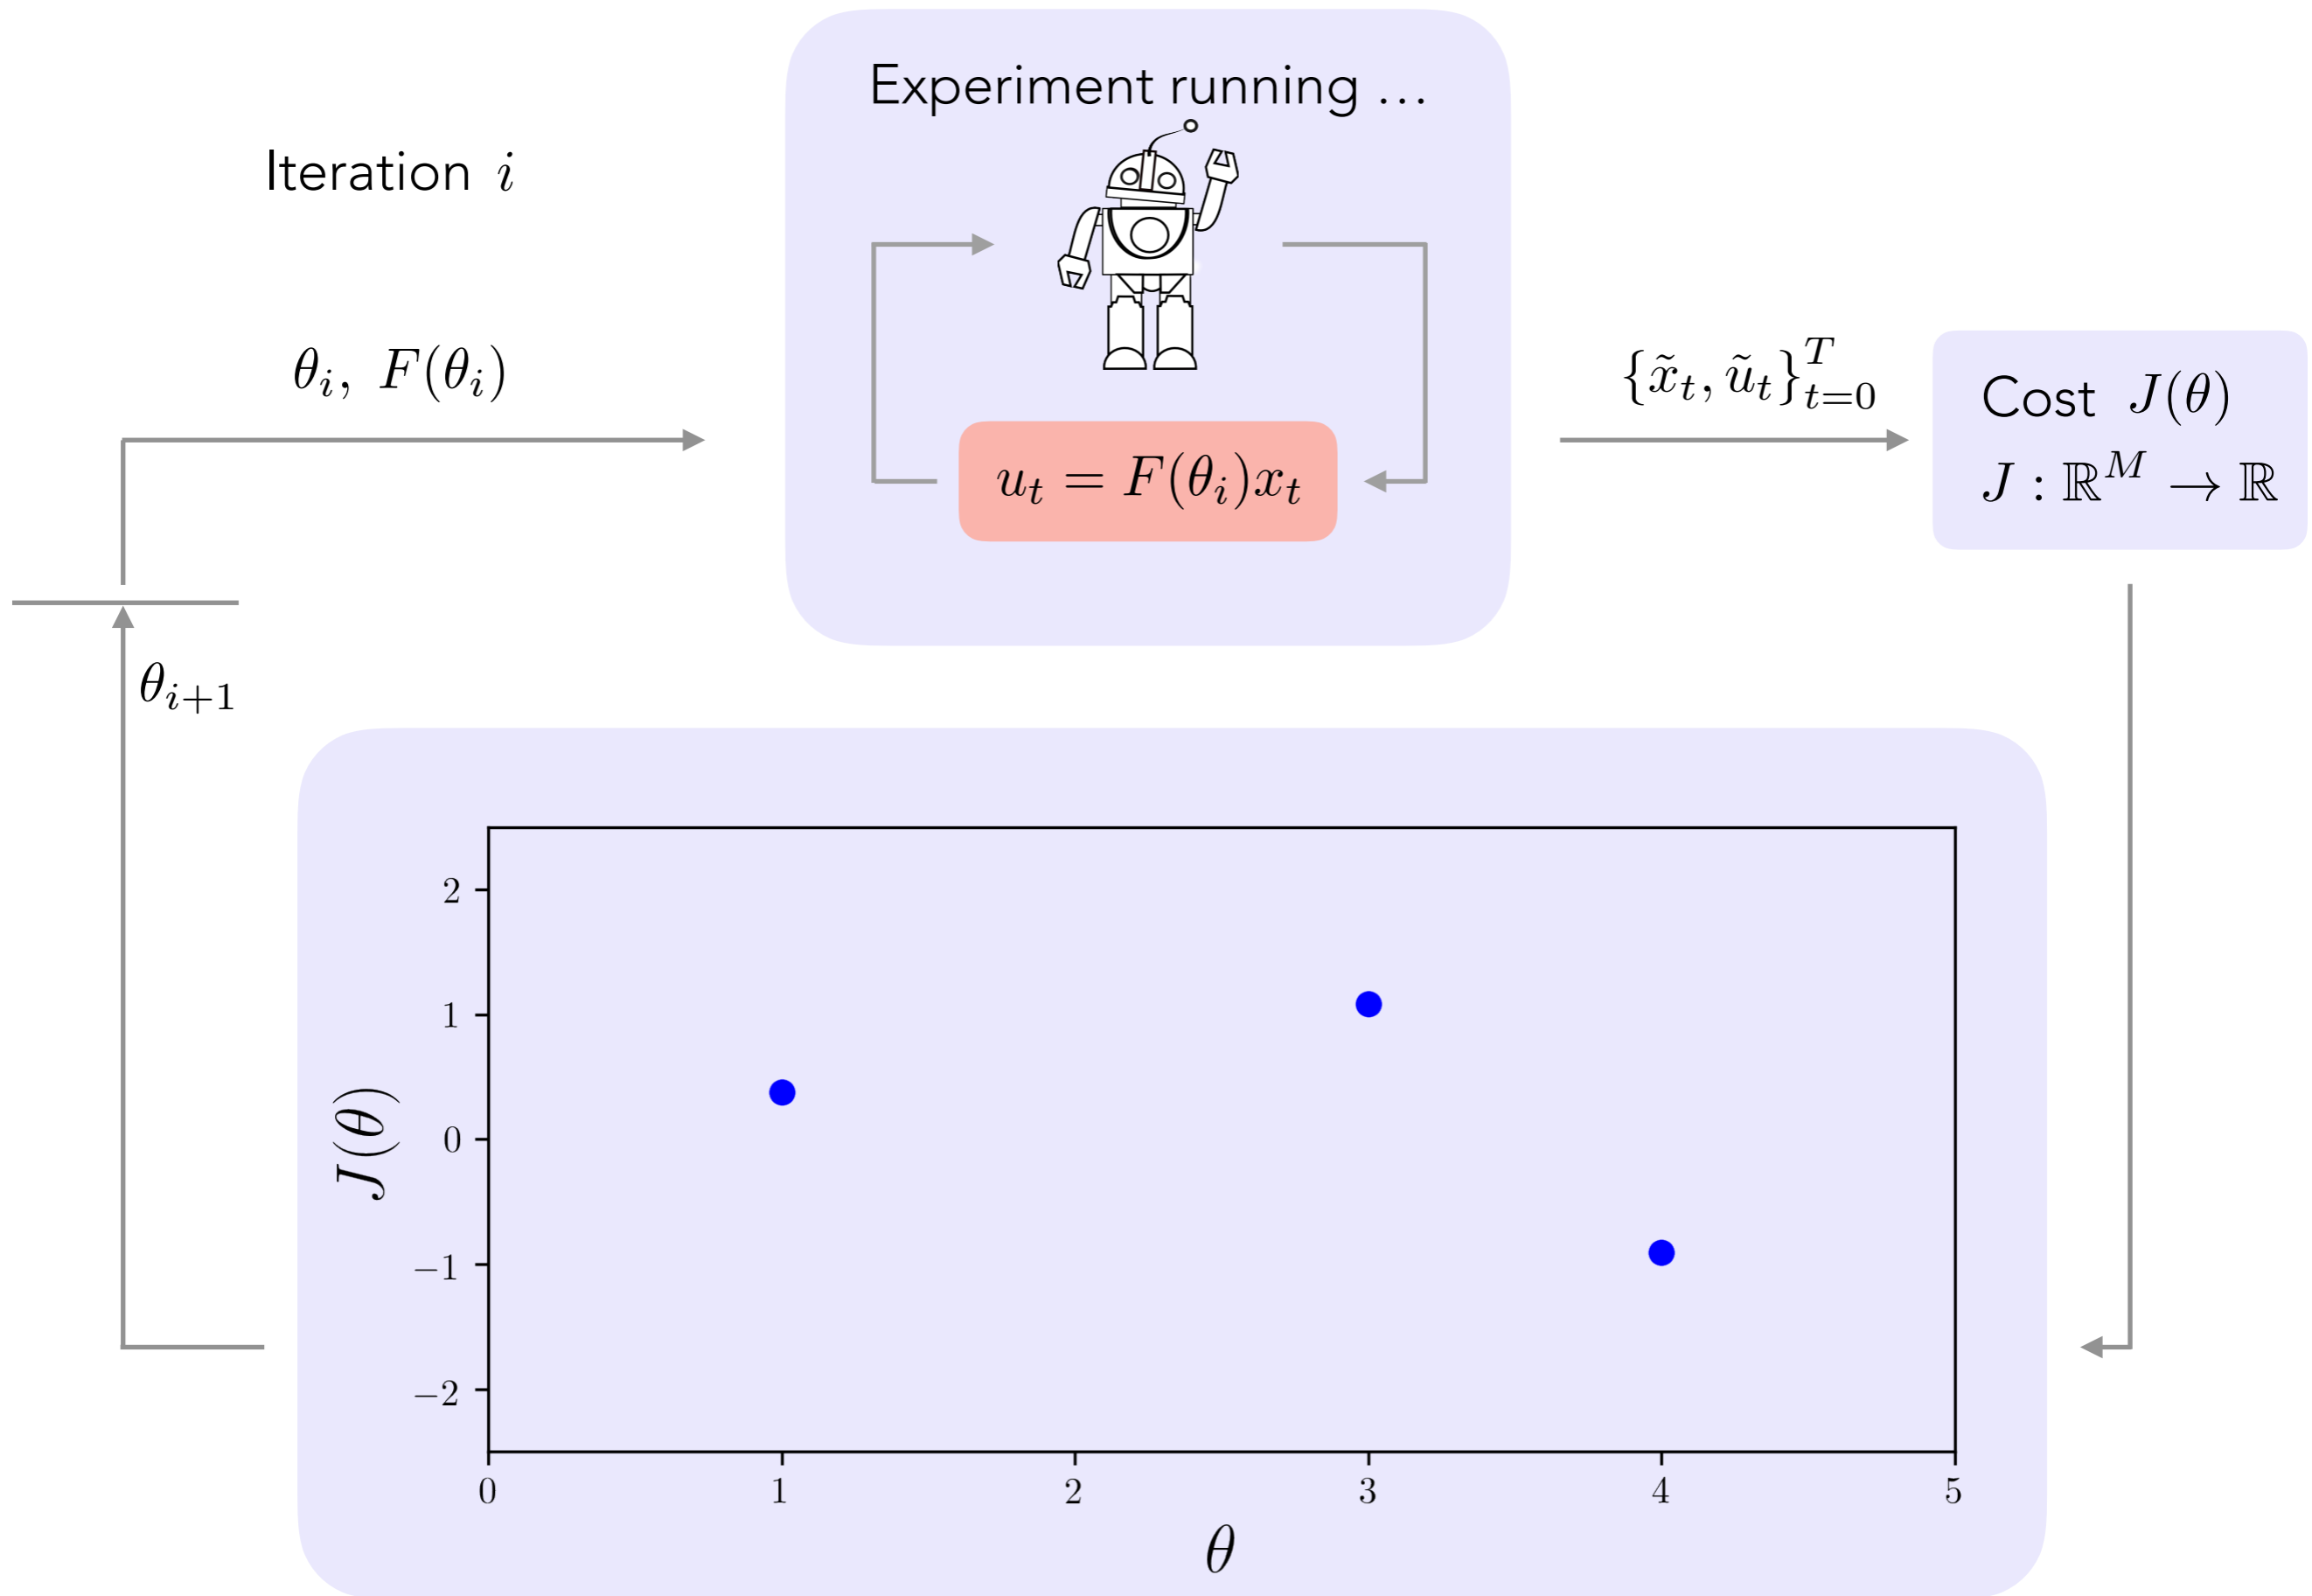 Experiment running …
Iteration i
θ_i, F(θ_i)
u_t = F(θ_i)x_t
{x̃_t, ũ_t}_{t=0}^T
Cost J(θ)
J : ℝ^M → ℝ
θ_{i+1}
J(θ)
2
1
0
−1
−2
0 1 2 3 4 5
θ